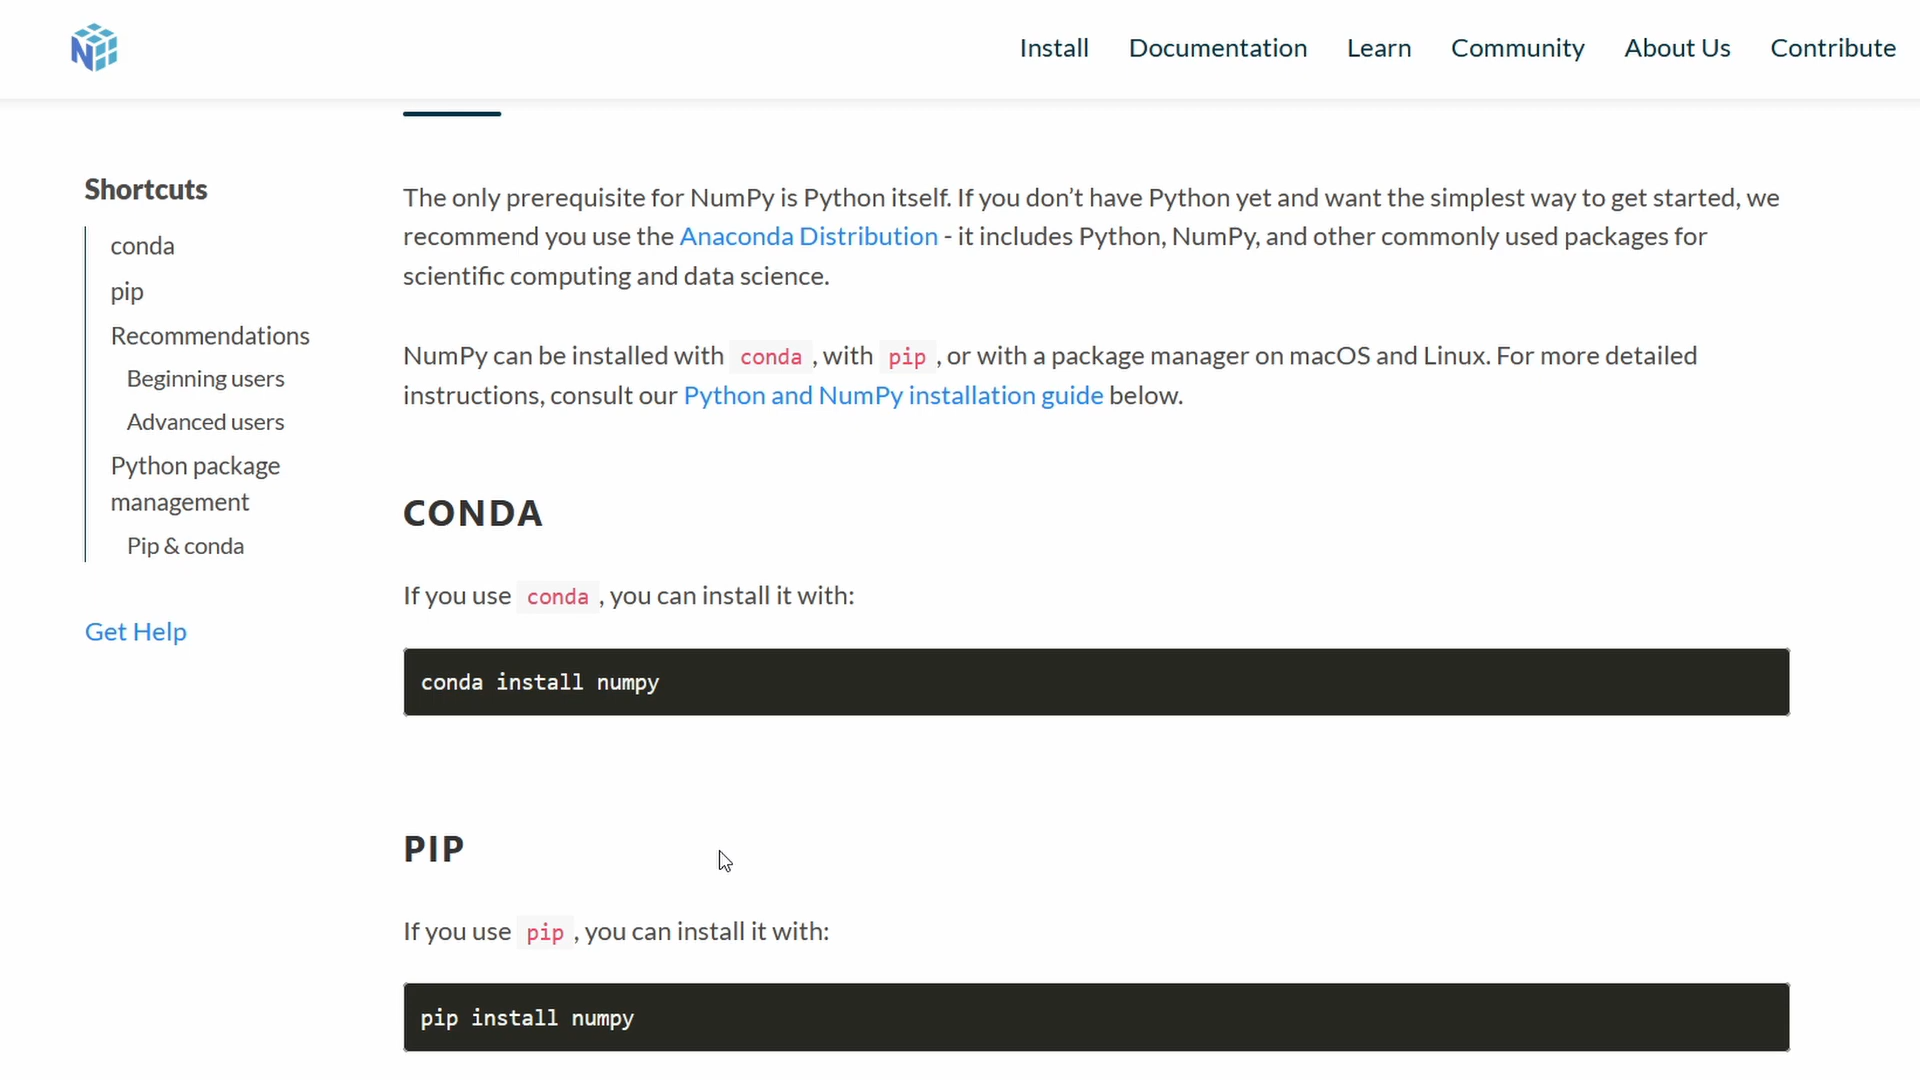 Install Documentation Learn Community About Us Contribute
Shortcuts
conda
pip
Recommendations
Beginning users
Advanced users
Python package
management
Pip & conda
Get Help
The only prerequisite for NumPy is Python itself. If you don’t have Python yet and want the simplest way to get started, we
recommend you use the Anaconda Distribution - it includes Python, NumPy, and other commonly used packages for
scientific computing and data science.
NumPy can be installed with conda , with pip , or with a package manager on macOS and Linux. For more detailed
instructions, consult our Python and NumPy installation guide below.
CONDA
If you use conda , you can install it with:
conda install numpy
PIP
If you use pip , you can install it with:
pip install numpy